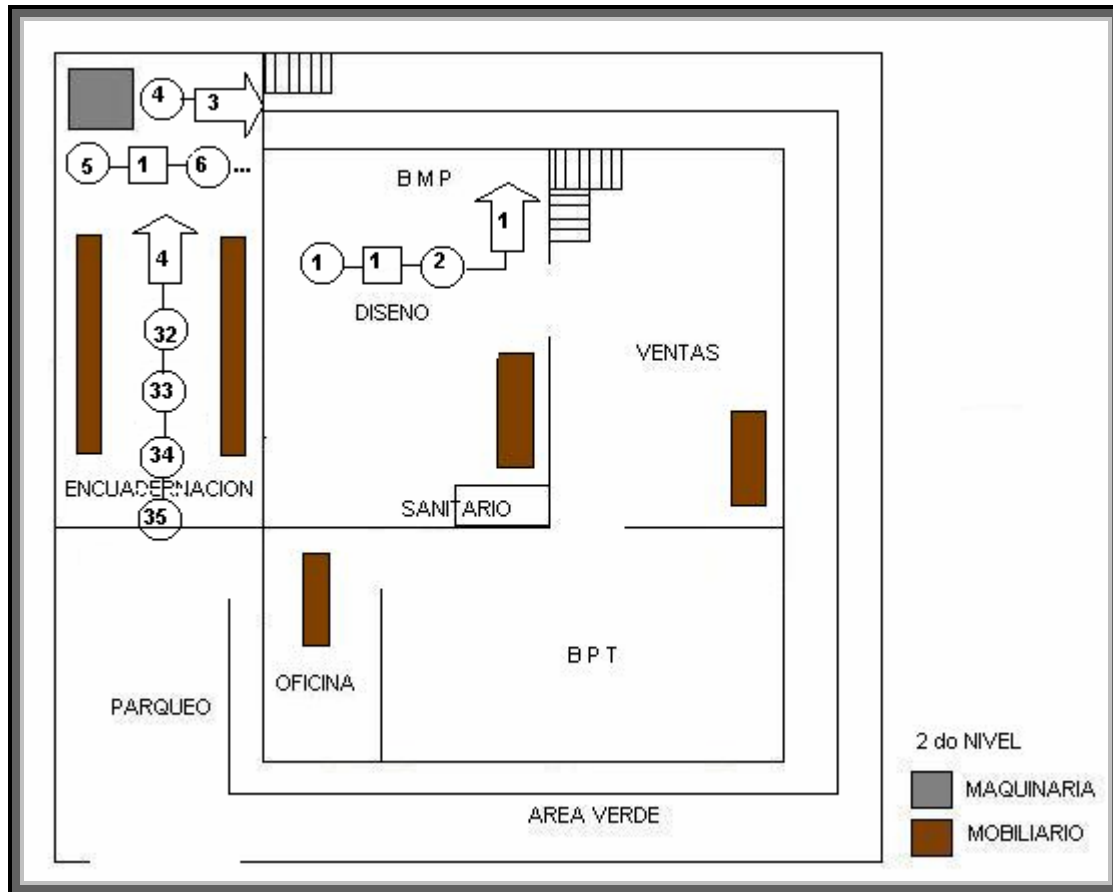 4 3
5 1 6 ...
B M P
1
1 1 2
DISENO
4
32
33
34
35
ENCUADERNACION
VENTAS
SANITARIO
OFICINA
B P T
PARQUEO
AREA VERDE
2 do NIVEL
MAQUINARIA
MOBILIARIO